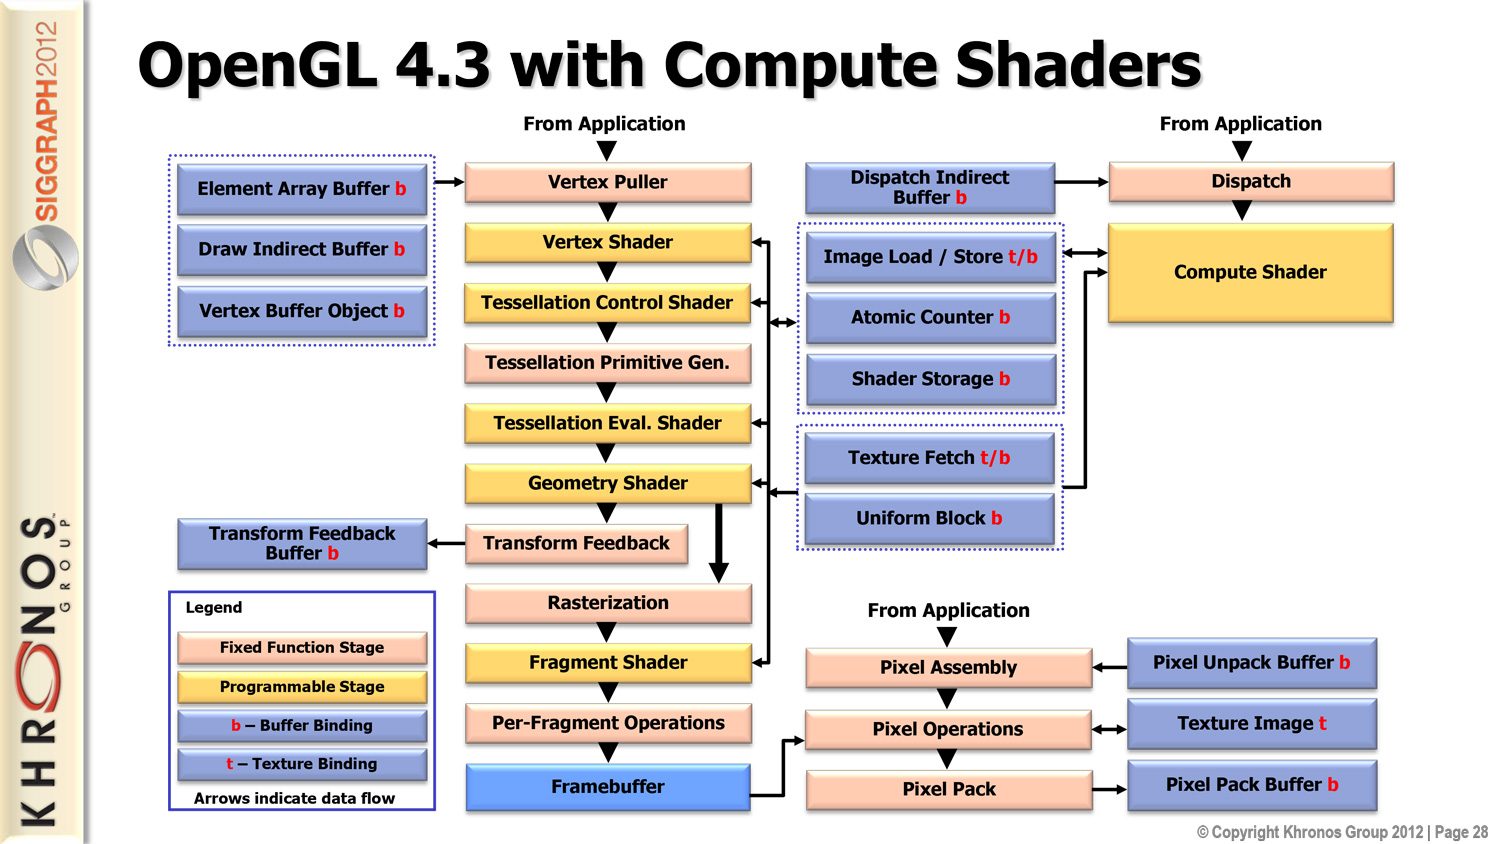 SIGGRAPH2012
KHRONOS™
GROUP
OpenGL 4.3 with Compute Shaders
From Application
From Application
Element Array Buffer b
Draw Indirect Buffer b
Vertex Buffer Object b
Vertex Puller
Vertex Shader
Tessellation Control Shader
Tessellation Primitive Gen.
Tessellation Eval. Shader
Geometry Shader
Transform Feedback
Transform Feedback
Buffer b
Rasterization
Fragment Shader
Per-Fragment Operations
Framebuffer
Dispatch Indirect
Buffer b
Dispatch
Image Load / Store t/b
Atomic Counter b
Shader Storage b
Compute Shader
Texture Fetch t/b
Uniform Block b
Legend
Fixed Function Stage
Programmable Stage
b – Buffer Binding
t – Texture Binding
Arrows indicate data flow
From Application
Pixel Assembly
Pixel Operations
Pixel Pack
Pixel Unpack Buffer b
Texture Image t
Pixel Pack Buffer b
© Copyright Khronos Group 2012 | Page 28